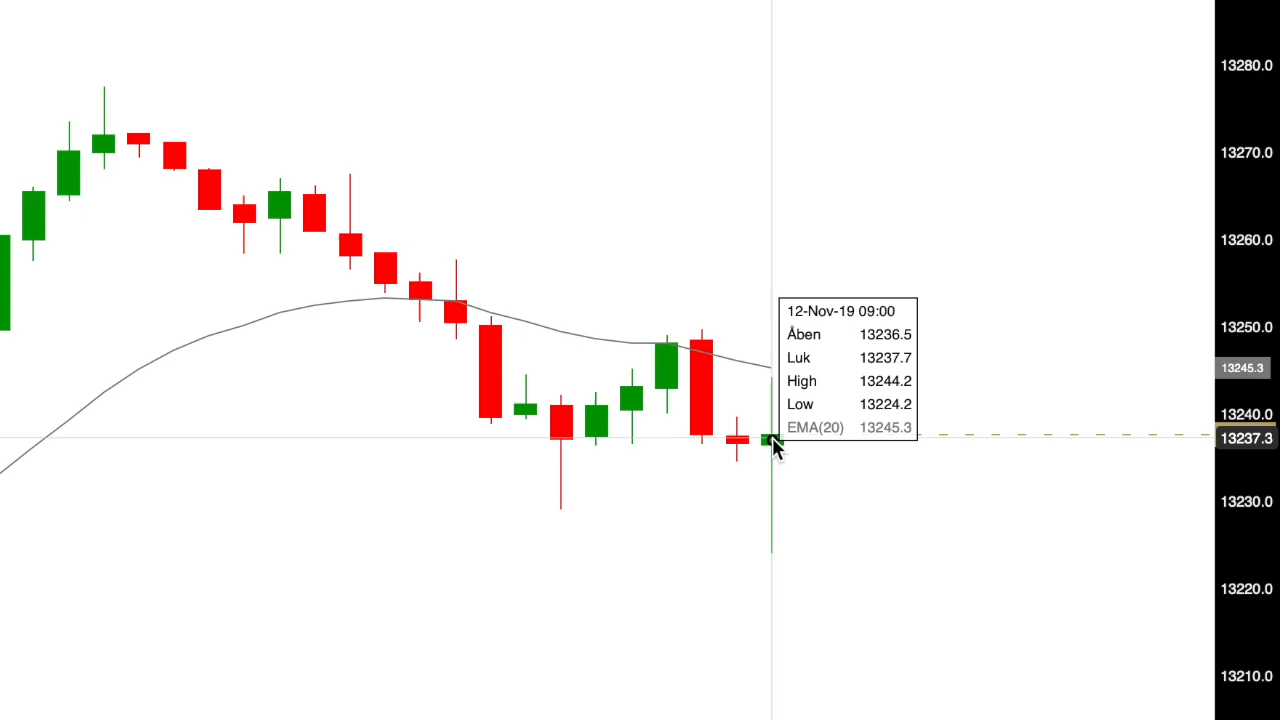 13280.0
13270.0
13260.0
12-Nov-19 09:00
Åben 13236.5
Luk 13237.7
High 13244.2
Low 13224.2
EMA(20) 13245.3
13250.0
13245.3
13240.0
13237.3
13230.0
13220.0
13210.0